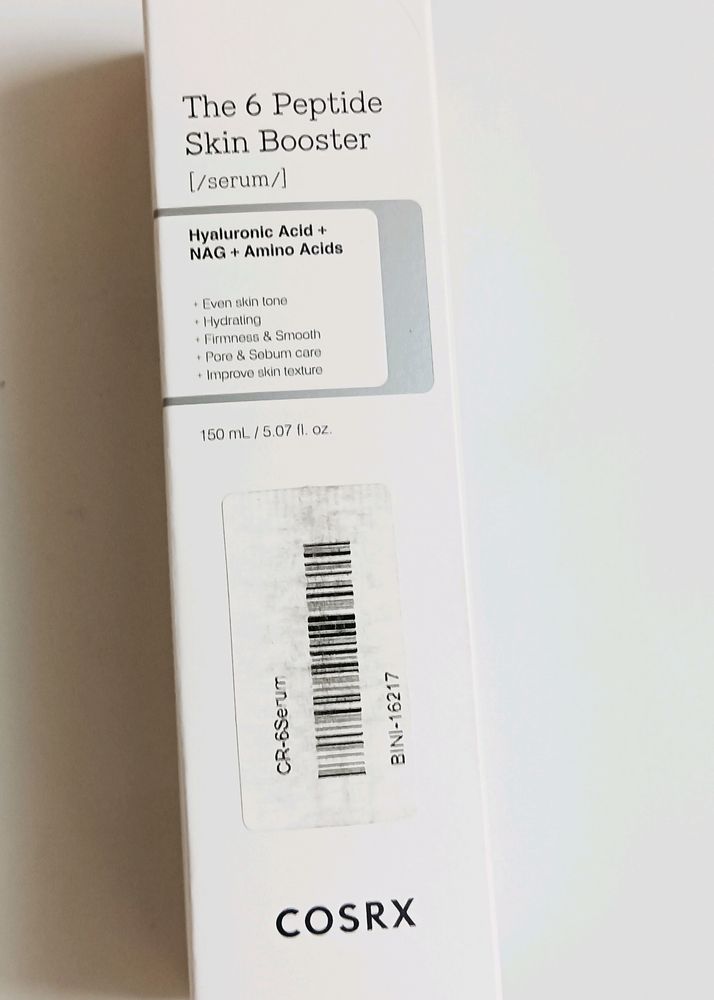 The 6 Peptide
Skin Booster
[/serum/]
Hyaluronic Acid +
NAG + Amino Acids
+ Even skin tone
+ Hydrating
+ Firmness & Smooth
+ Pore & Sebum care
+ Improve skin texture
150 mL / 5.07 fl. oz.
CR-6Serum
BINI-16217
COSRX